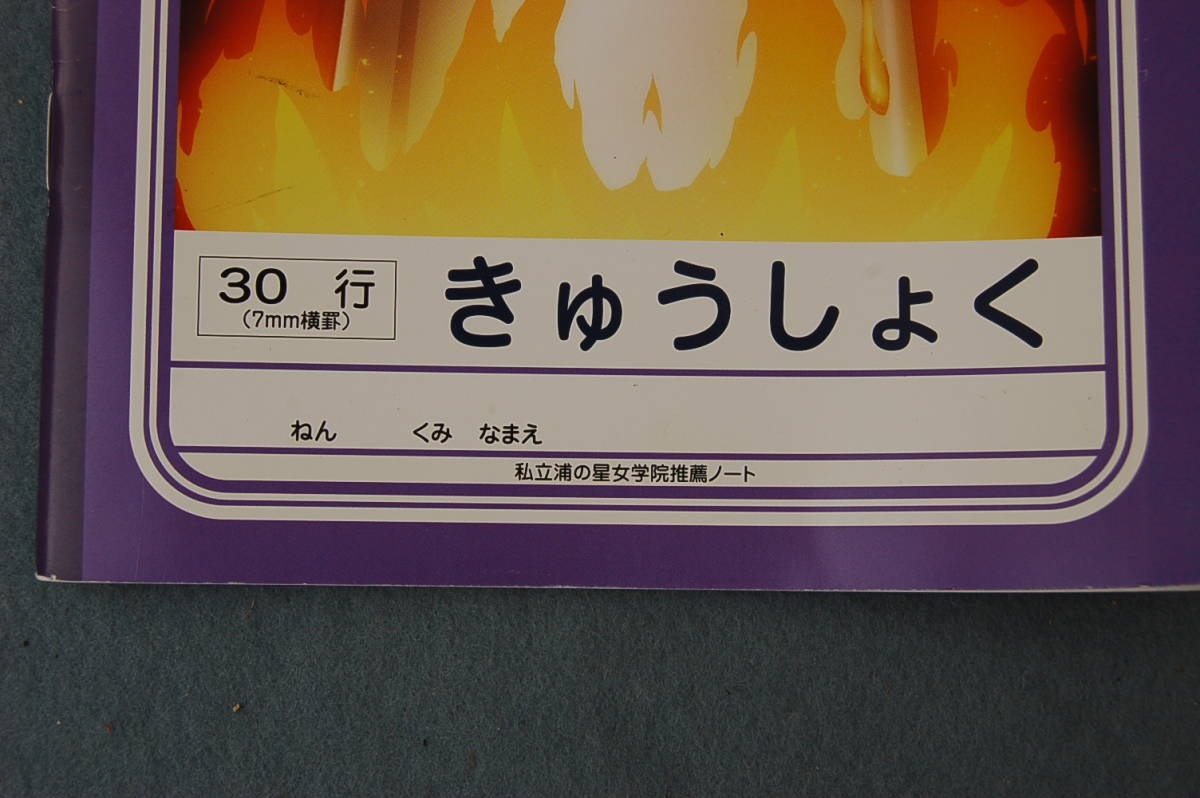 30 行
(7mm横罫)
きゅうしょく
ねん くみ なまえ
私立浦の星女学院推薦ノート